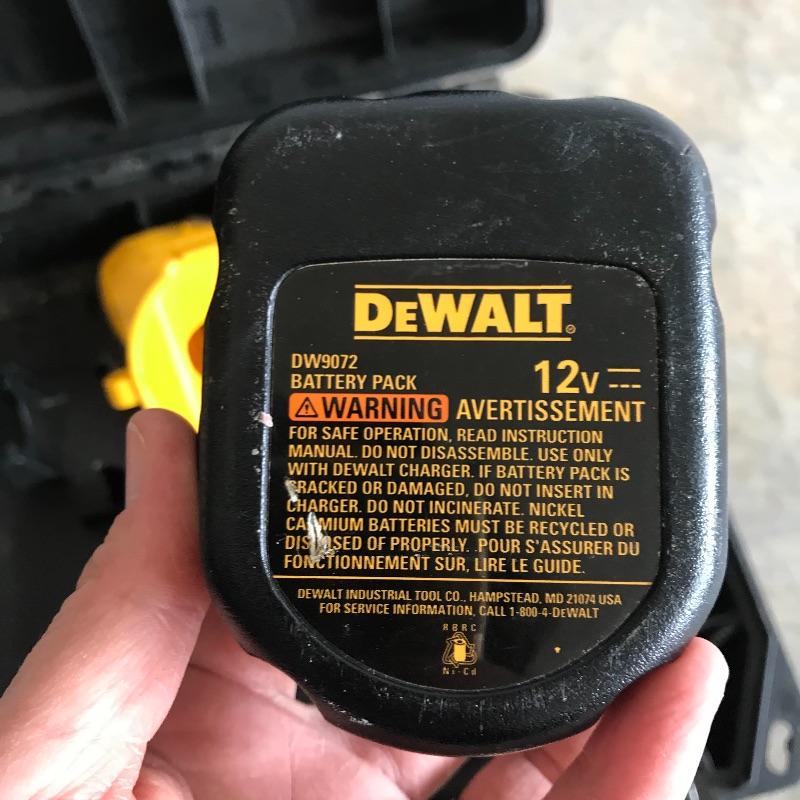 DEWALT
DW9072
BATTERY PACK
12V
⚠WARNING AVERTISSEMENT
FOR SAFE OPERATION, READ INSTRUCTION
MANUAL. DO NOT DISASSEMBLE. USE ONLY
WITH DEWALT CHARGER. IF BATTERY PACK IS
CRACKED OR DAMAGED, DO NOT INSERT IN
CHARGER. DO NOT INCINERATE. NICKEL
CADMIUM BATTERIES MUST BE RECYCLED OR
DISPOSED OF PROPERLY. POUR S'ASSURER DU
FONCTIONNEMENT SUR, LIRE LE GUIDE.
DEWALT INDUSTRIAL TOOL CO., HAMPSTEAD, MD 21074 USA
FOR SERVICE INFORMATION, CALL 1-800-4-DEWALT
RBRC
Ni-Cd